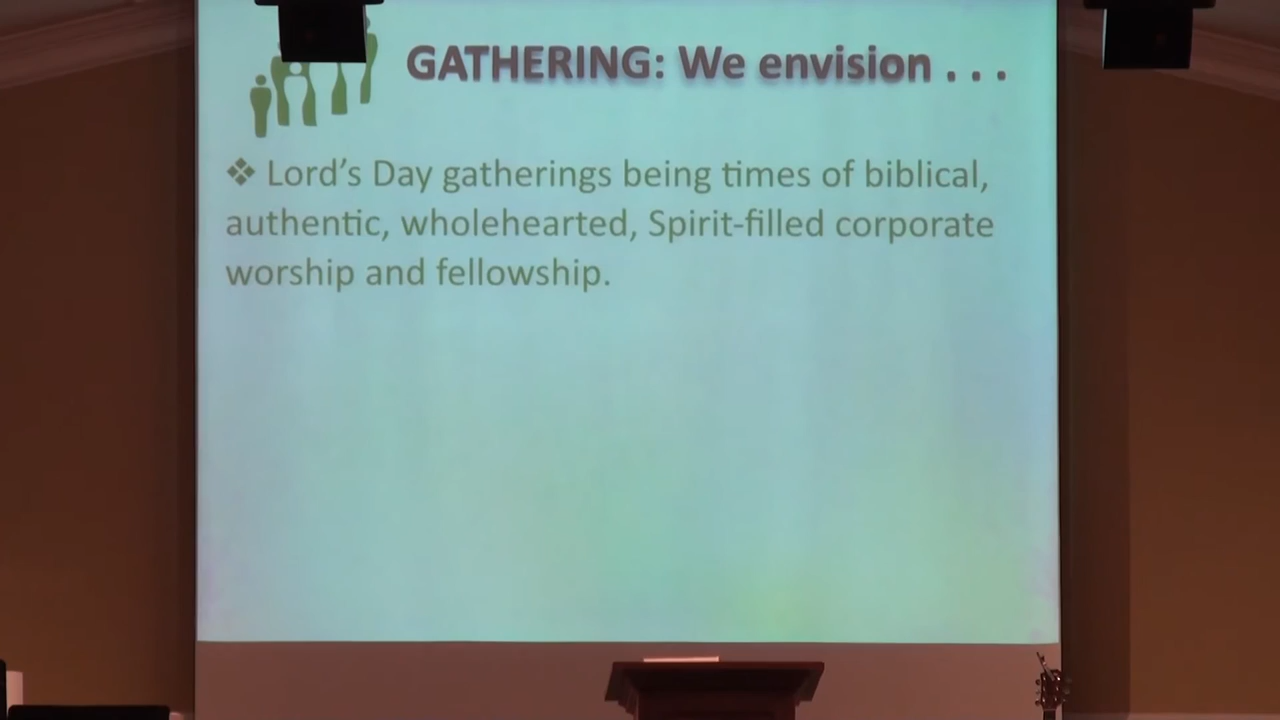 GATHERING: We envision . . .
❖ Lord's Day gatherings being times of biblical,
authentic, wholehearted, Spirit-filled corporate
worship and fellowship.